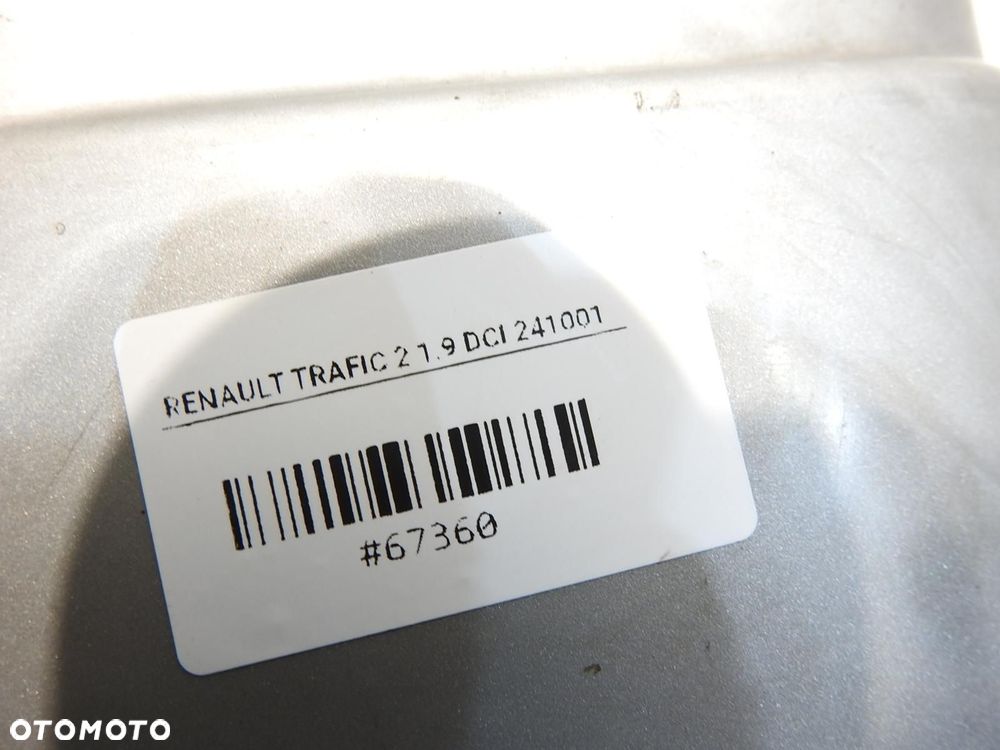 RENAULT TRAFIC 2 1.9 DCI 241001
#67360
OTOMOTO